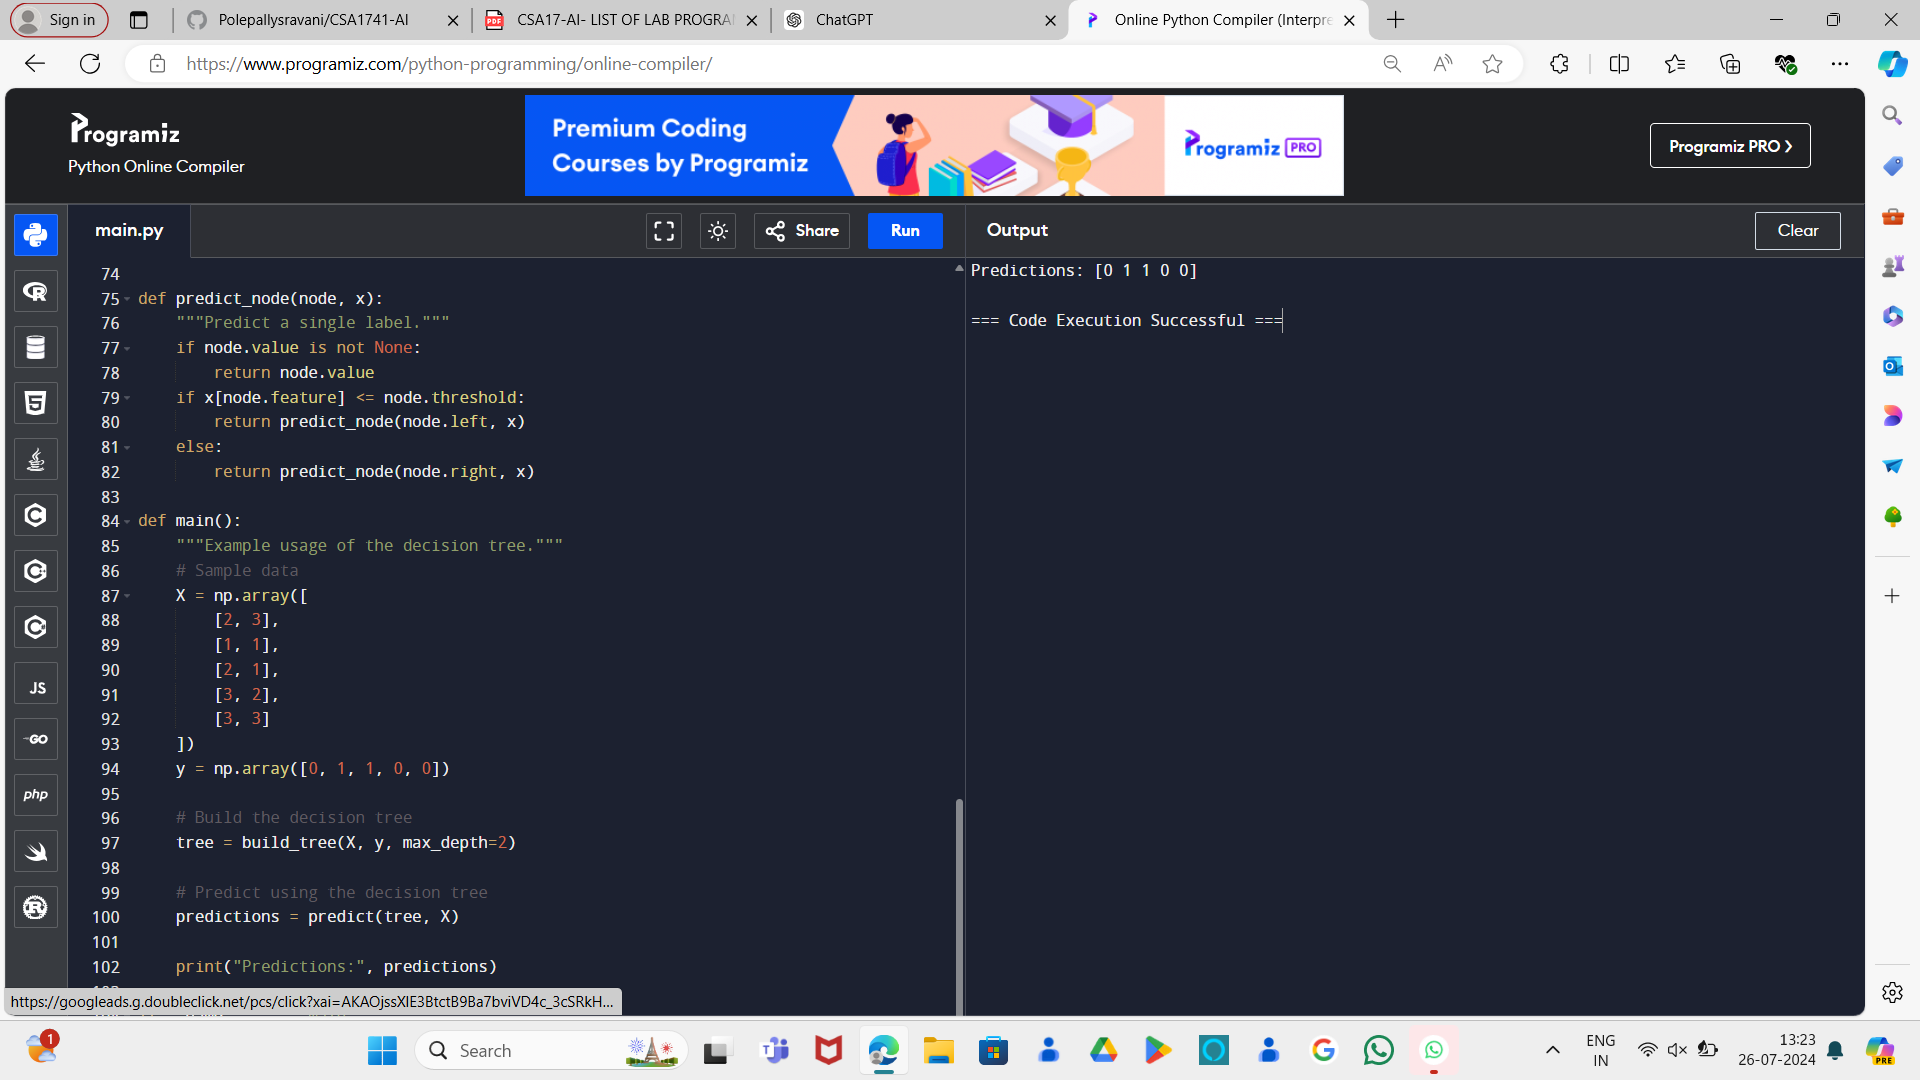 Sign in
Polepallysravani/CSA1741-AI
CSA17-AI- LIST OF LAB PROGRA
ChatGPT
Online Python Compiler (Interpre
https://www.programiz.com/python-programming/online-compiler/
Programiz
Python Online Compiler
Premium Coding
Courses by Programiz
Programiz PRO
Programiz PRO ›
main.py
Share
Run
Output
Clear
74
75 def predict_node(node, x):
76 """Predict a single label."""
77 if node.value is not None:
78 return node.value
79 if x[node.feature] <= node.threshold:
80 return predict_node(node.left, x)
81 else:
82 return predict_node(node.right, x)
83
84 def main():
85 """Example usage of the decision tree."""
86 # Sample data
87 X = np.array([
88 [2, 3],
89 [1, 1],
90 [2, 1],
91 [3, 2],
92 [3, 3]
93 ])
94 y = np.array([0, 1, 1, 0, 0])
95
96 # Build the decision tree
97 tree = build_tree(X, y, max_depth=2)
98
99 # Predict using the decision tree
100 predictions = predict(tree, X)
101
102 print("Predictions:", predictions)
Predictions: [0 1 1 0 0]
=== Code Execution Successful ===
JS
GO
php
https://googleads.g.doubleclick.net/pcs/click?xai=AKAOjssXlE3BtctB9Ba7bviVD4c_3cSRkH...
1
Search
ENG
IN
13:23
26-07-2024
PRE